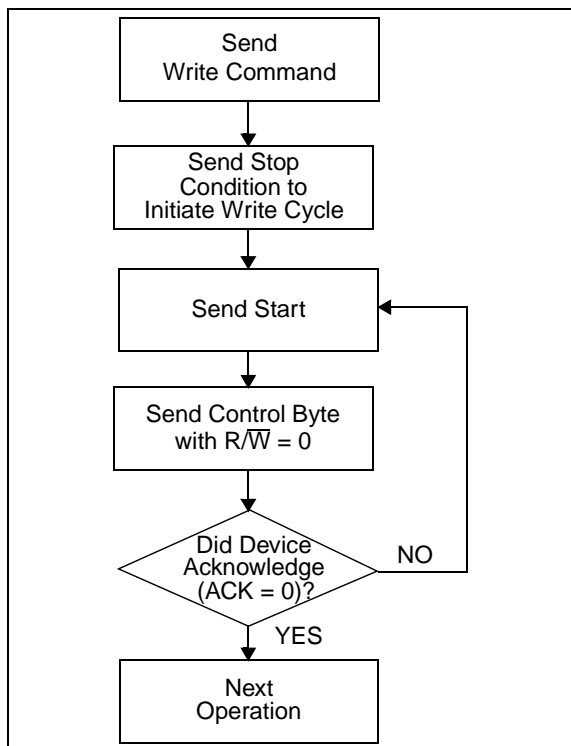 Send
Write Command
Send Stop
Condition to
Initiate Write Cycle
Send Start
Send Control Byte
with R/W̅ = 0
Did Device
Acknowledge
(ACK = 0)?
NO
YES
Next
Operation